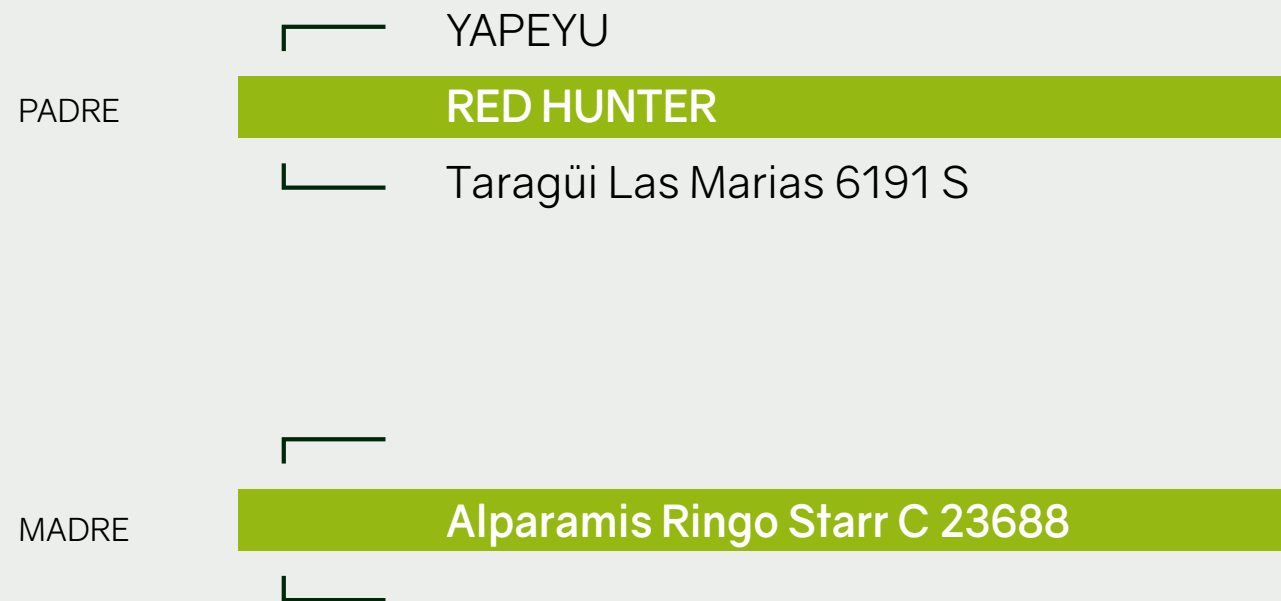 YAPEYU
PADRE RED HUNTER
Taragüi Las Marias 6191 S
MADRE Alparamis Ringo Starr C 23688